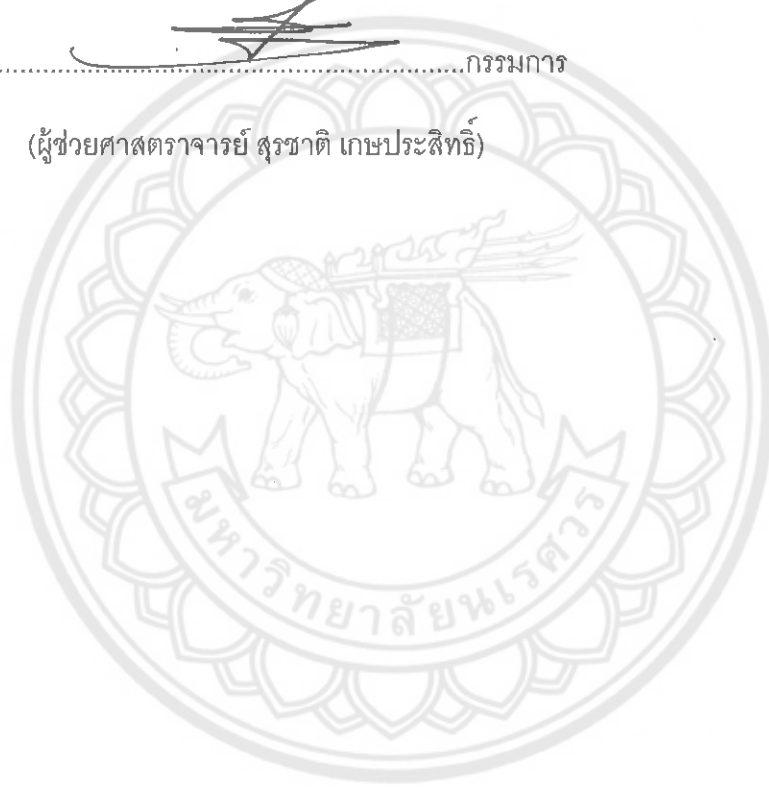 กรรมการ
(ผู้ช่วยศาสตราจารย์ สุรชาติ เกษประสิทธิ์)
มหาวิทยาลัยนเรศวร